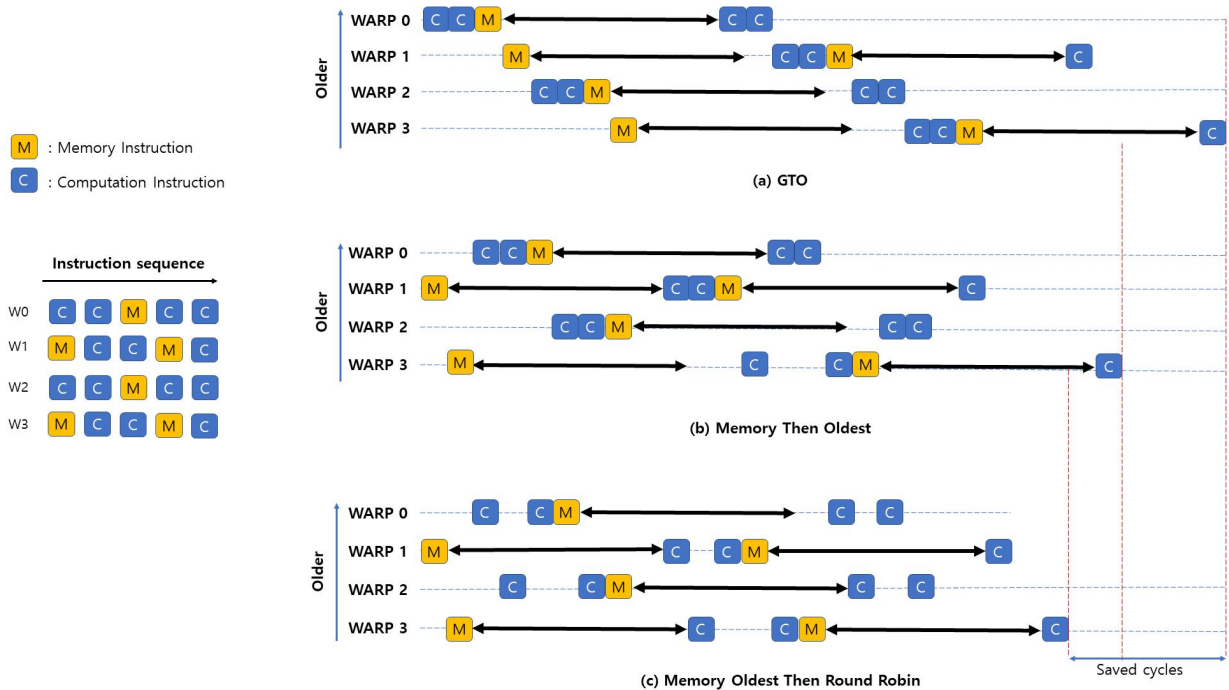 WARP 0 C C M C C
WARP 1 M C C M C
WARP 2 C C M C C
WARP 3 M C C M C
Older
(a) GTO
M : Memory Instruction
C : Computation Instruction
Instruction sequence
W0 C C M C C
W1 M C C M C
W2 C C M C C
W3 M C C M C
WARP 0 C C M C C
WARP 1 M C C M C
WARP 2 C C M C C
WARP 3 M C C M C
Older
(b) Memory Then Oldest
WARP 0 C C M C C
WARP 1 M C C M C
WARP 2 C C M C C
WARP 3 M C C M C
Older
Saved cycles
(c) Memory Oldest Then Round Robin